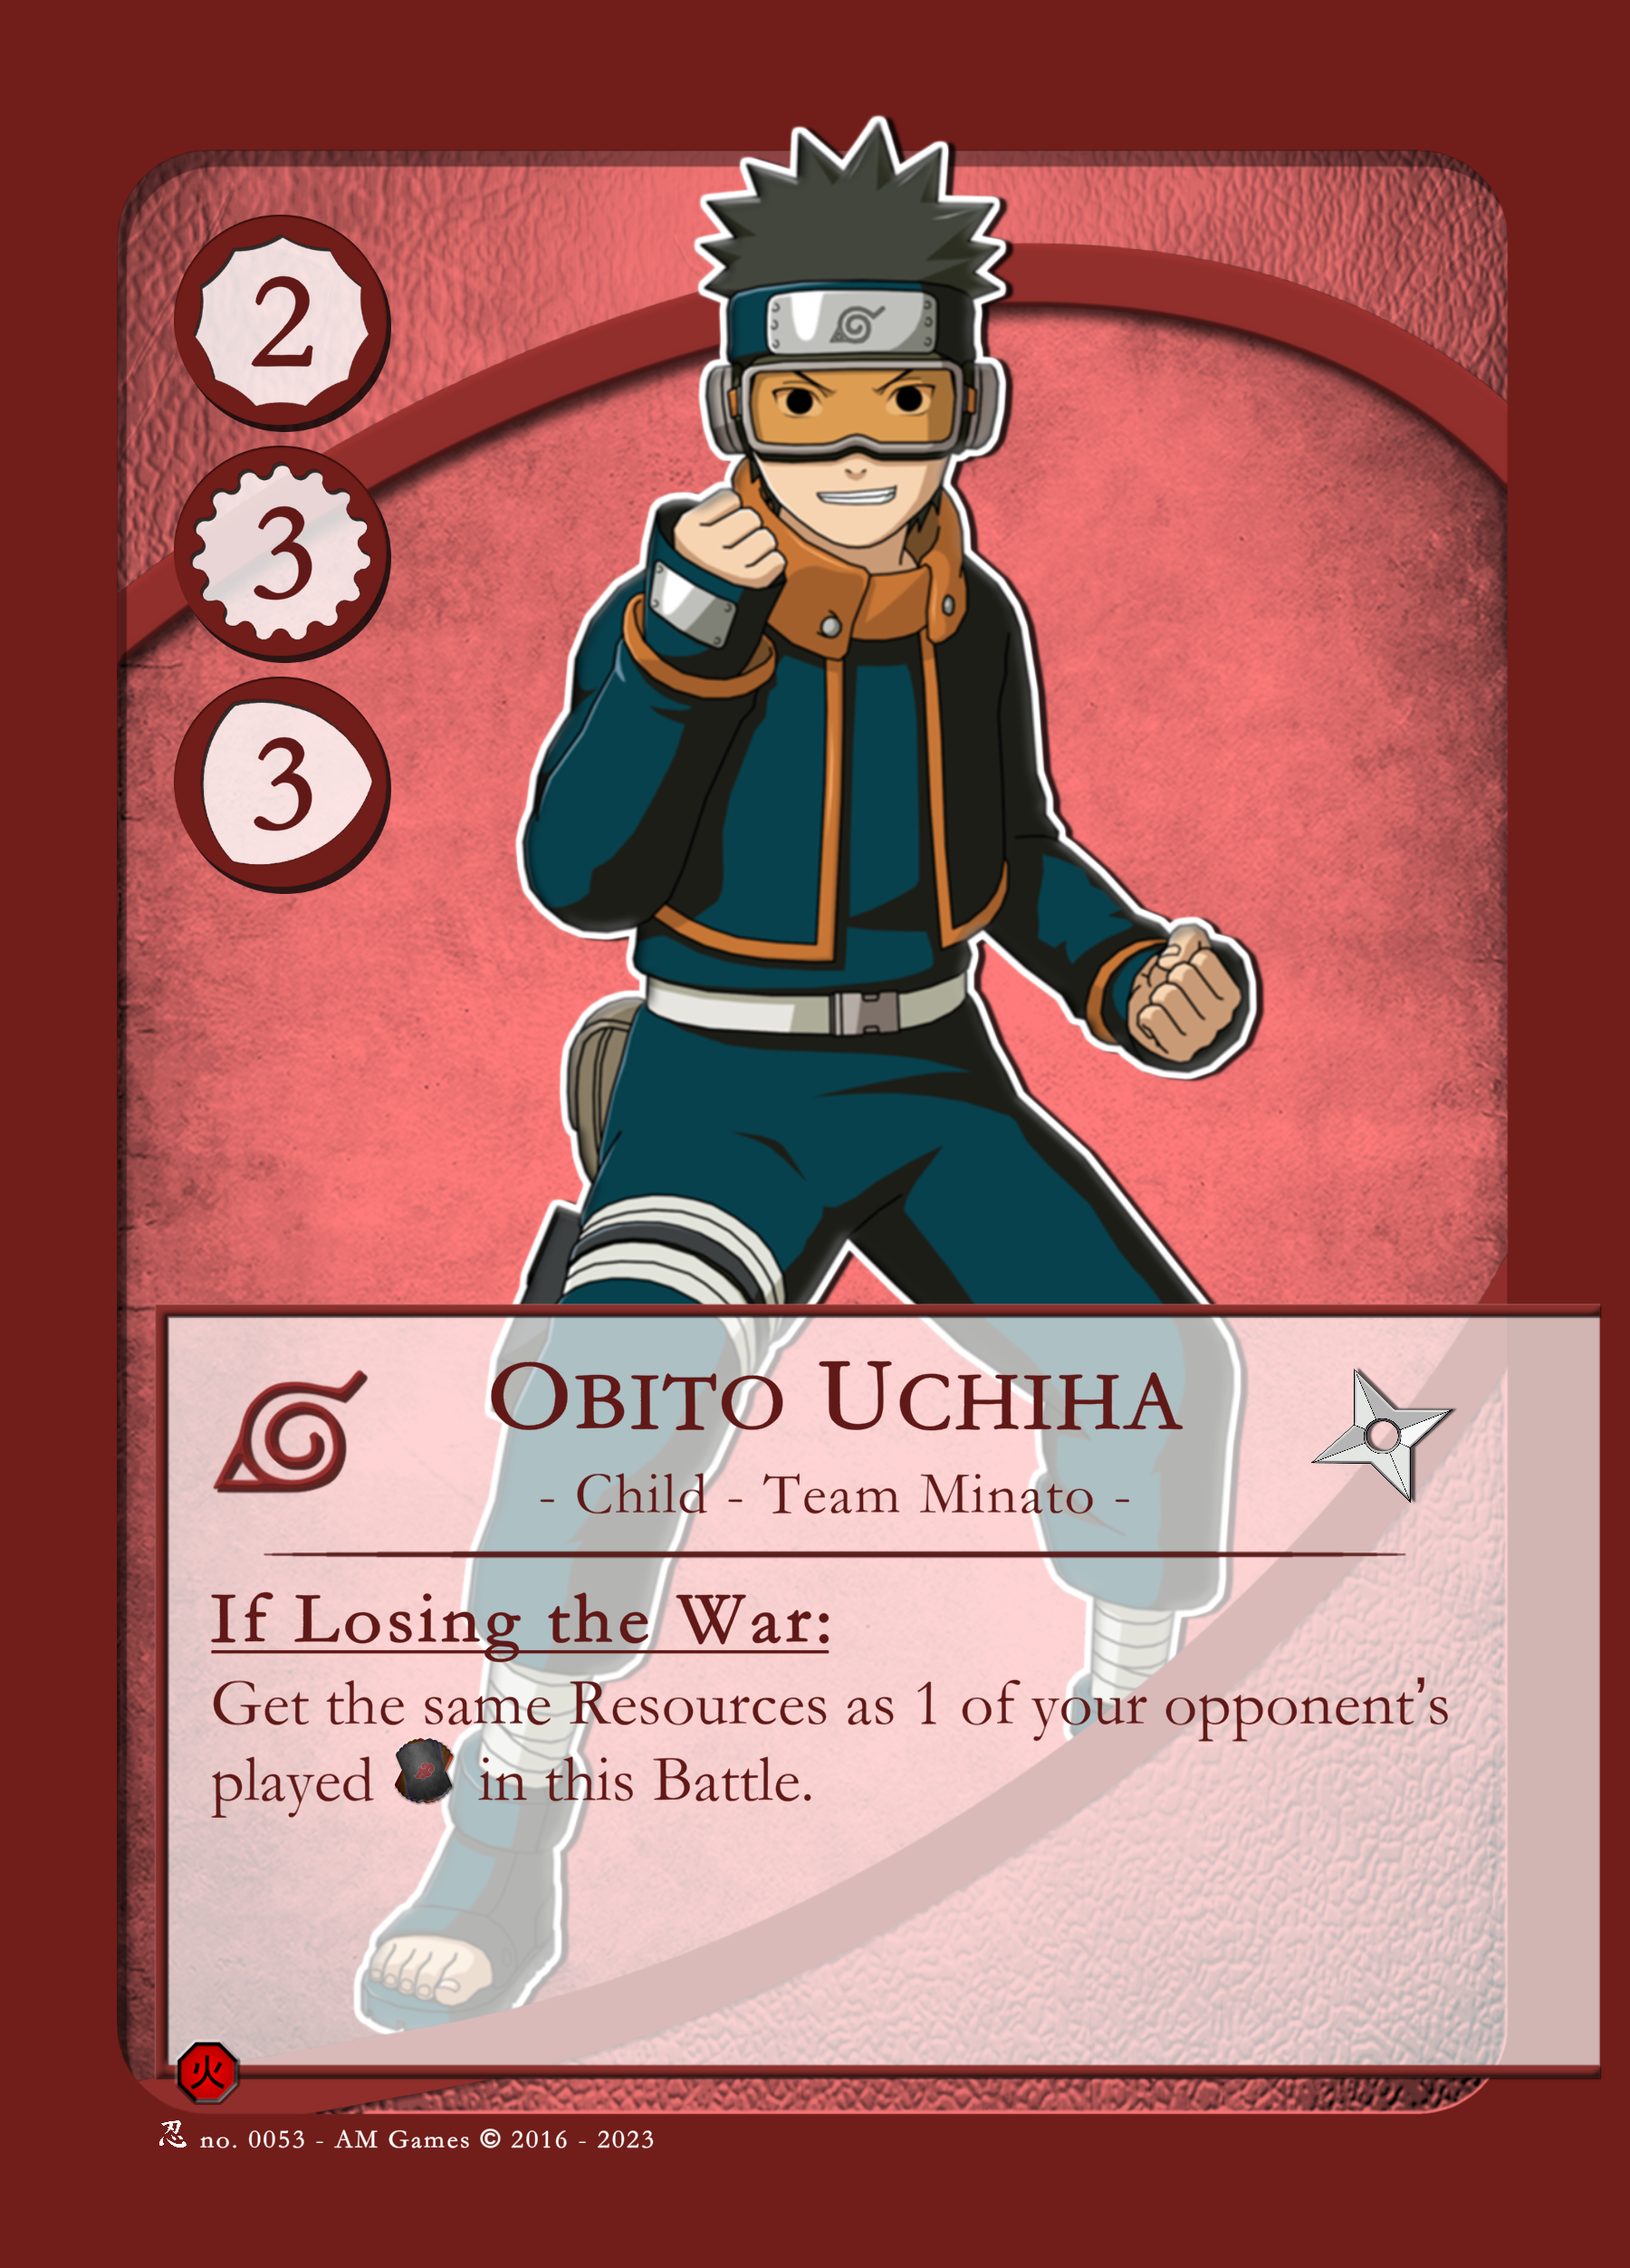 2
3
3
Obito Uchiha
- Child - Team Minato -
If Losing the War:
Get the same Resources as 1 of your opponent's
played in this Battle.
火
忍 no. 0053 - AM Games © 2016 - 2023